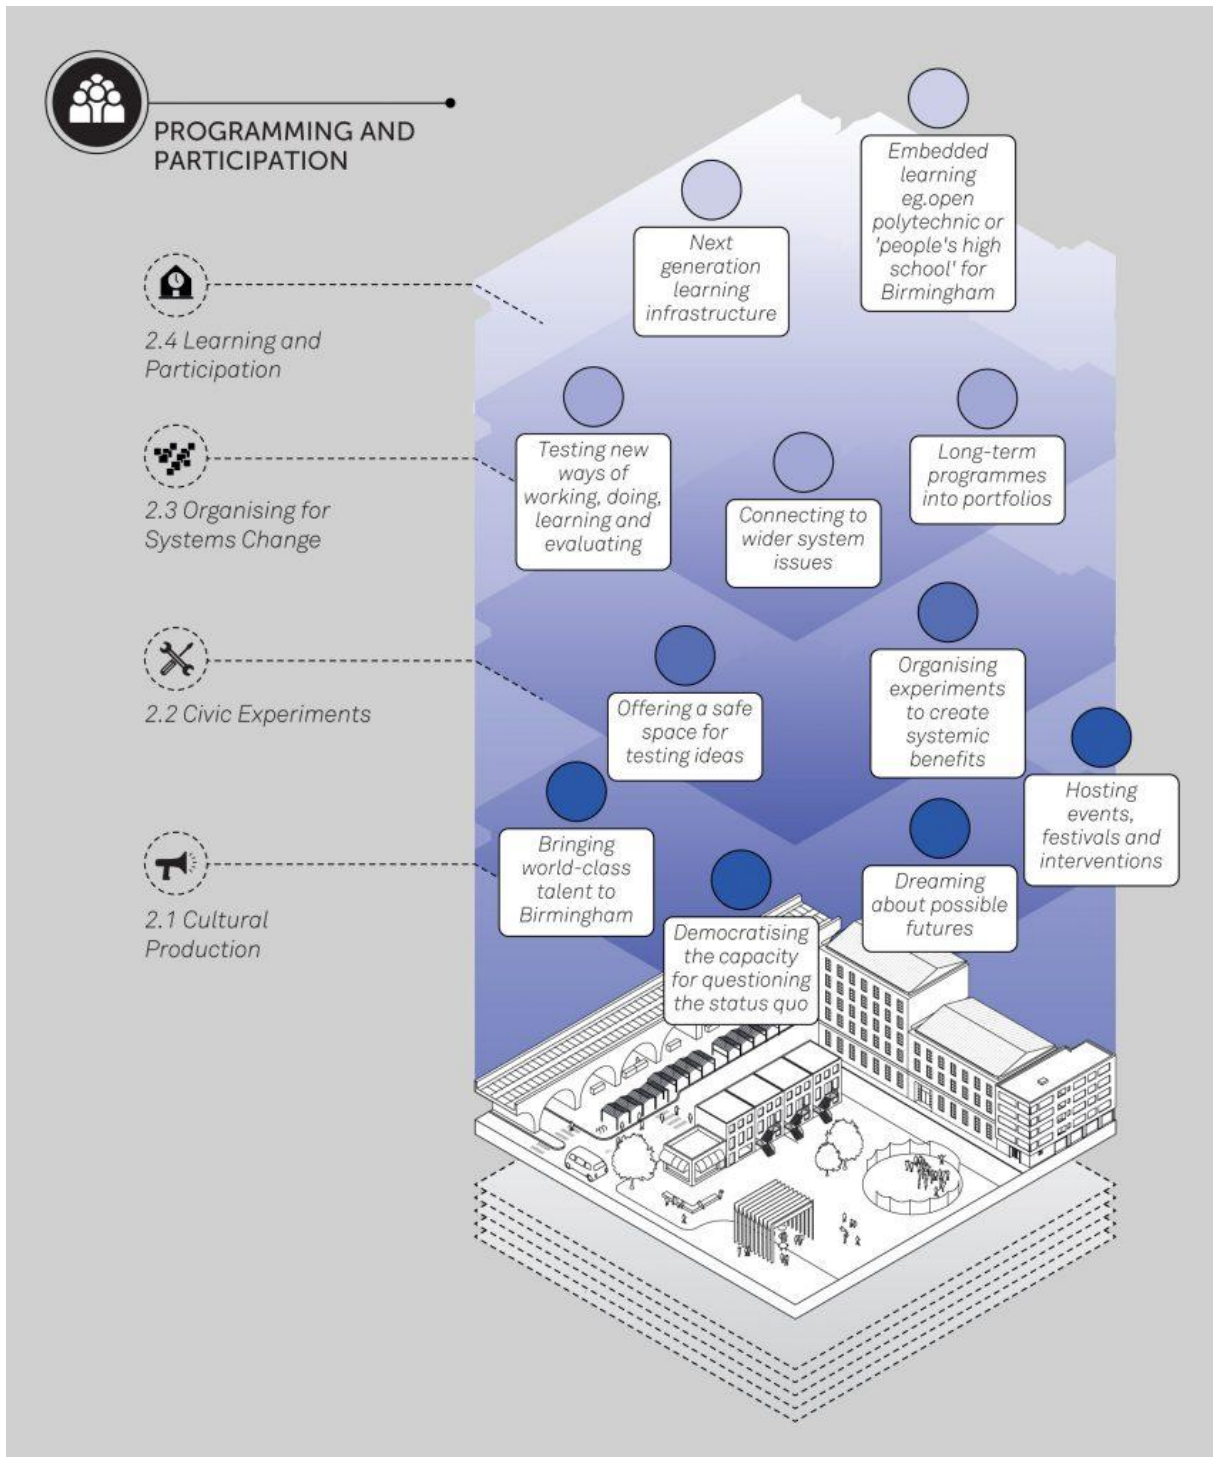 PROGRAMMING AND
PARTICIPATION
Embedded
learning
eg.open
polytechnic or
'people's high
school' for
Birmingham
Next
generation
learning
infrastructure
2.4 Learning and
Participation
Testing new
ways of
working, doing,
learning and
evaluating
Connecting to
wider system
issues
Long-term
programmes
into portfolios
2.3 Organising for
Systems Change
Offering a safe
space for
testing ideas
Organising
experiments
to create
systemic
benefits
2.2 Civic Experiments
Hosting
events,
festivals and
interventions
Bringing
world-class
talent to
Birmingham
Democratising
the capacity
for questioning
the status quo
Dreaming
about possible
futures
2.1 Cultural
Production